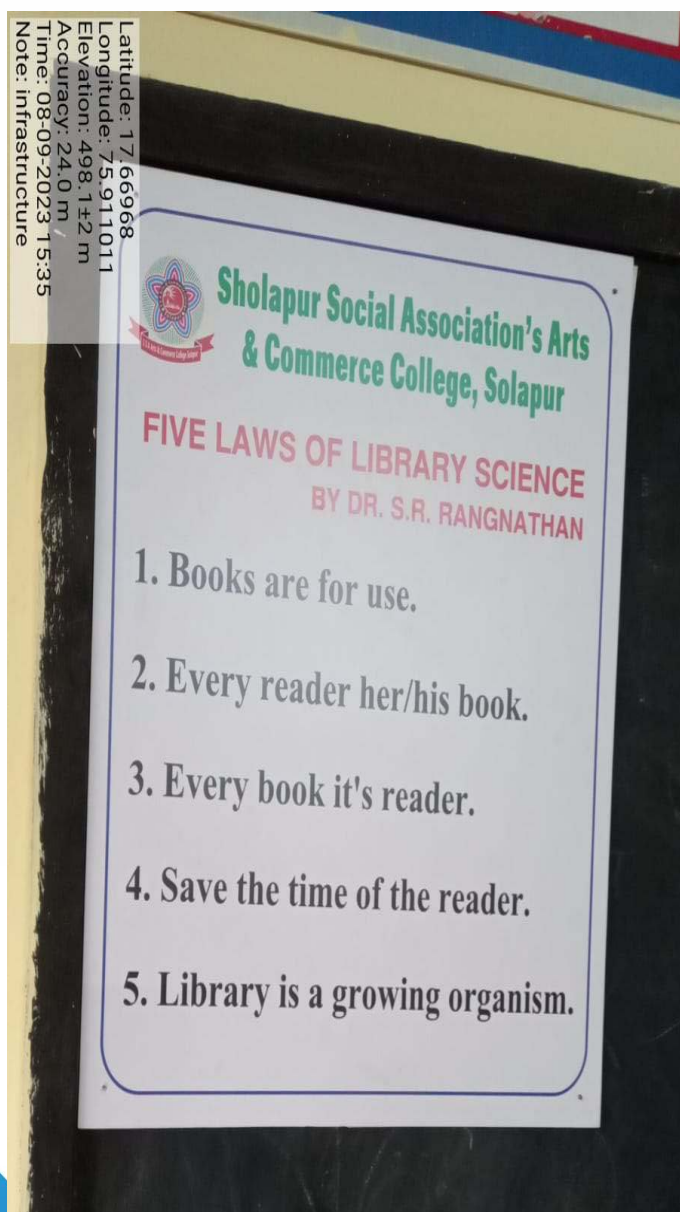 Latitude: 17.66968
Longitude: 75.911011
Elevation: 498.1±2 m
Accuracy: 24.0 m
Time: 08-09-2023 15:35
Note: infrastructure
Sholapur Social Association's Arts
& Commerce College, Solapur
FIVE LAWS OF LIBRARY SCIENCE
BY DR. S.R. RANGNATHAN
1. Books are for use.
2. Every reader her/his book.
3. Every book it's reader.
4. Save the time of the reader.
5. Library is a growing organism.